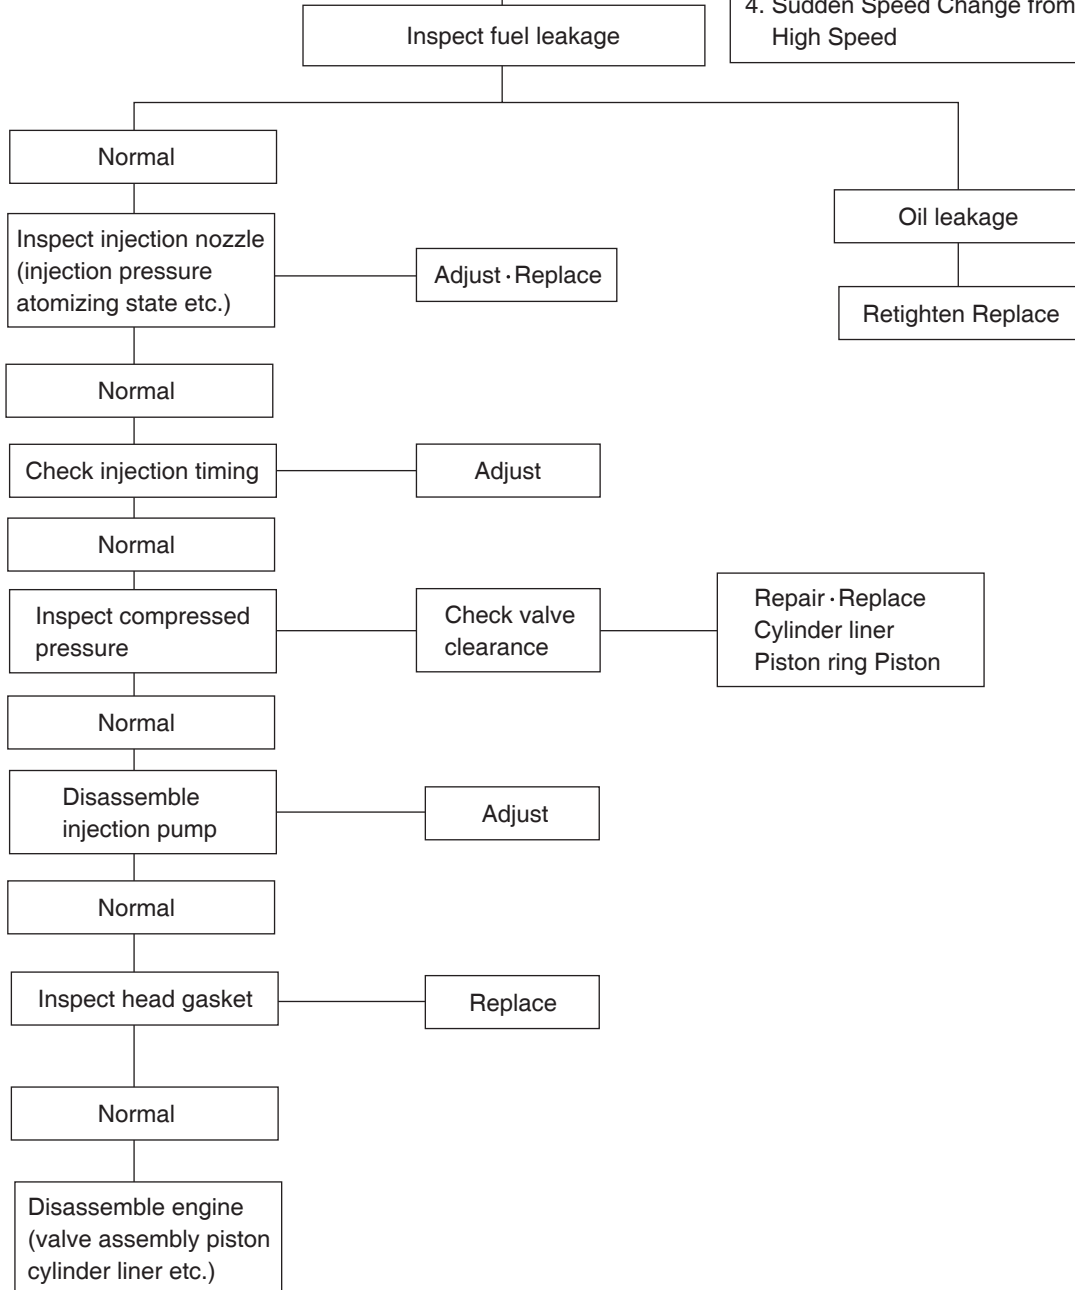 4. Sudden Speed Change from
High Speed
Inspect fuel leakage
Normal
Oil leakage
Inspect injection nozzle
(injection pressure
atomizing state etc.)
Adjust · Replace
Retighten Replace
Normal
Check injection timing
Adjust
Normal
Inspect compressed
pressure
Check valve
clearance
Repair · Replace
Cylinder liner
Piston ring Piston
Normal
Disassemble
injection pump
Adjust
Normal
Inspect head gasket
Replace
Normal
Disassemble engine
(valve assembly piston
cylinder liner etc.)